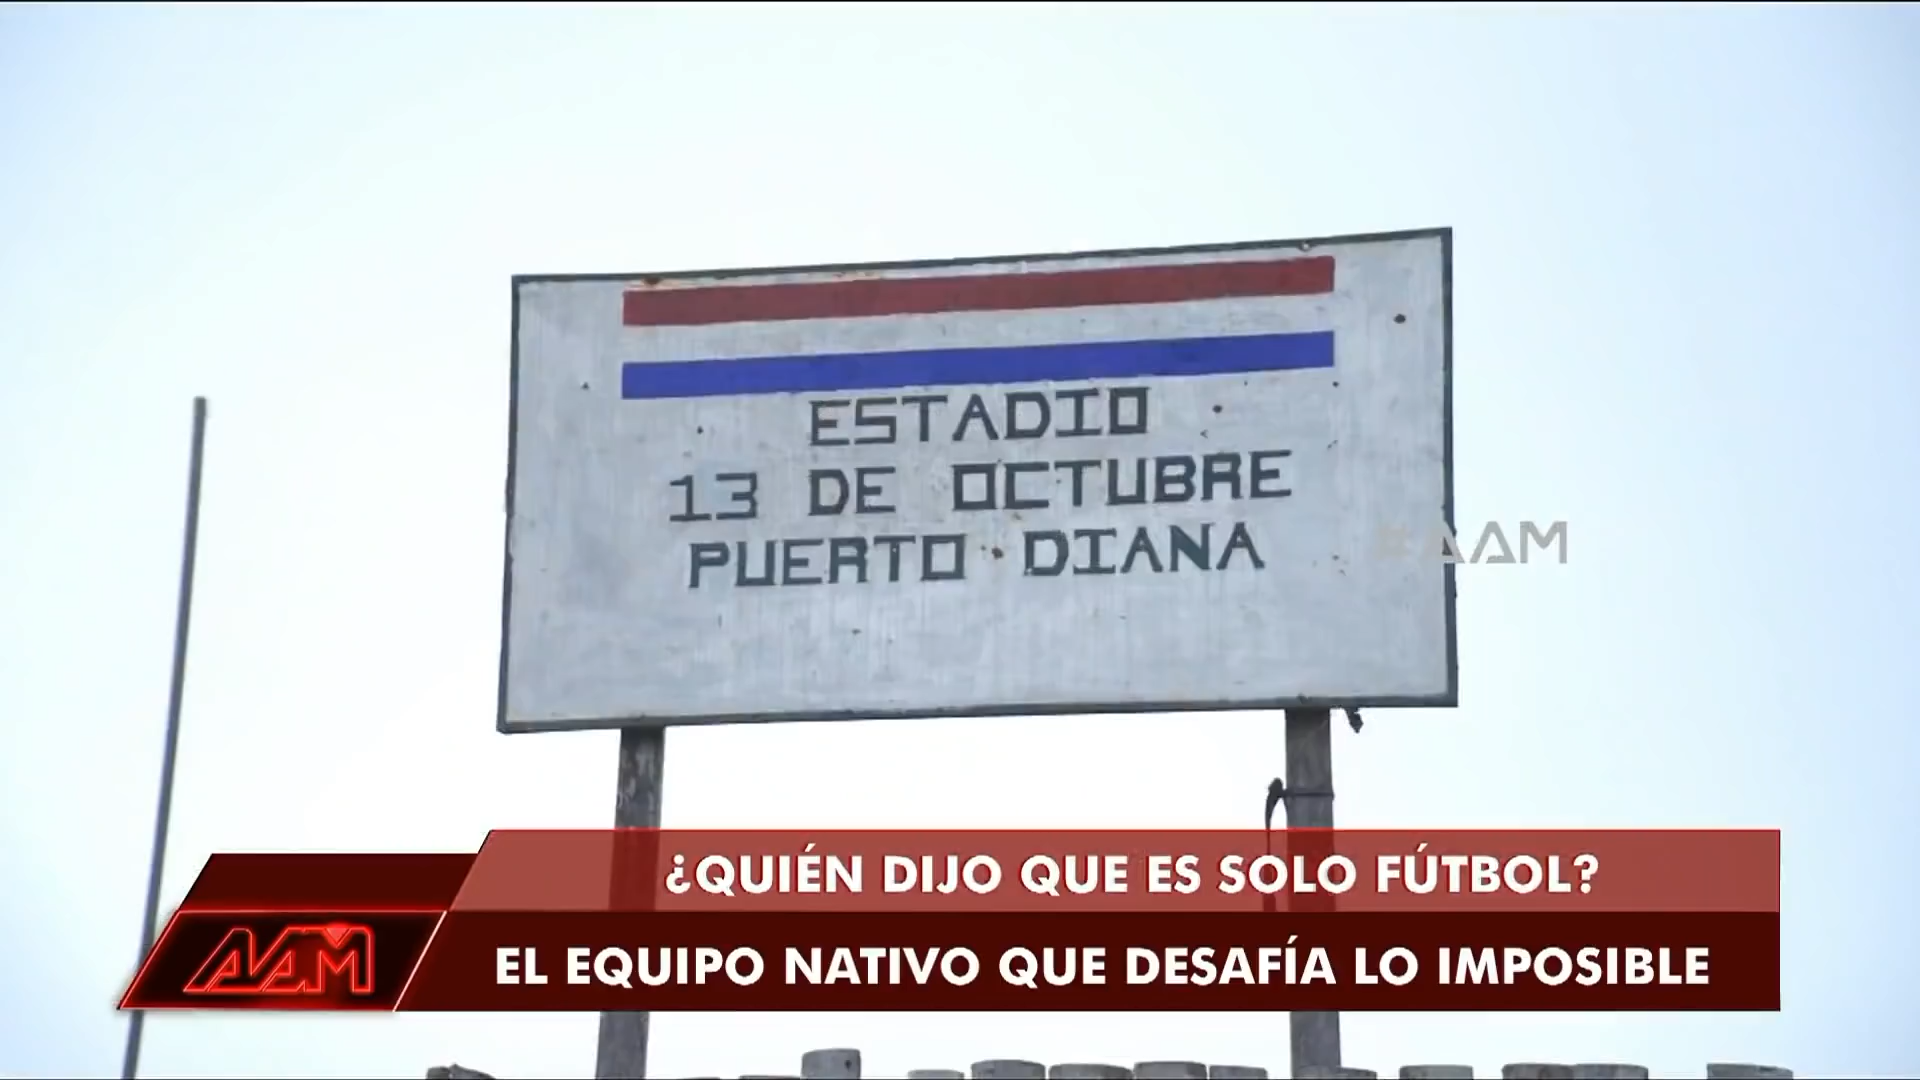 ESTADIO
13 DE OCTUBRE
PUERTO DIANA
#AAM
¿QUIÉN DIJO QUE ES SOLO FÚTBOL?
AAM
EL EQUIPO NATIVO QUE DESAFÍA LO IMPOSIBLE